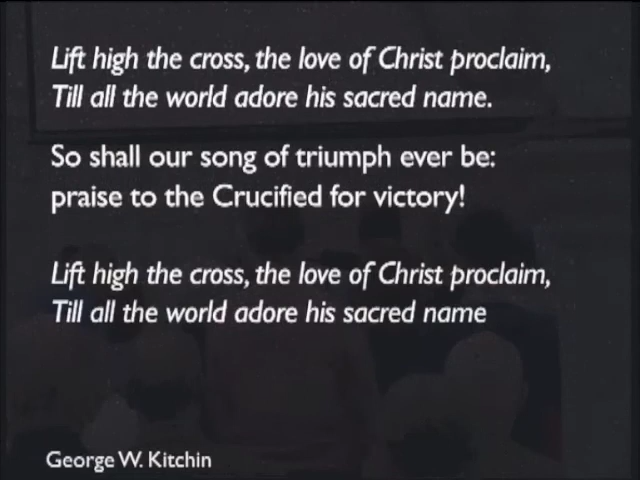 Lift high the cross, the love of Christ proclaim,
Till all the world adore his sacred name.
So shall our song of triumph ever be:
praise to the Crucified for victory!
Lift high the cross, the love of Christ proclaim,
Till all the world adore his sacred name
George W. Kitchin